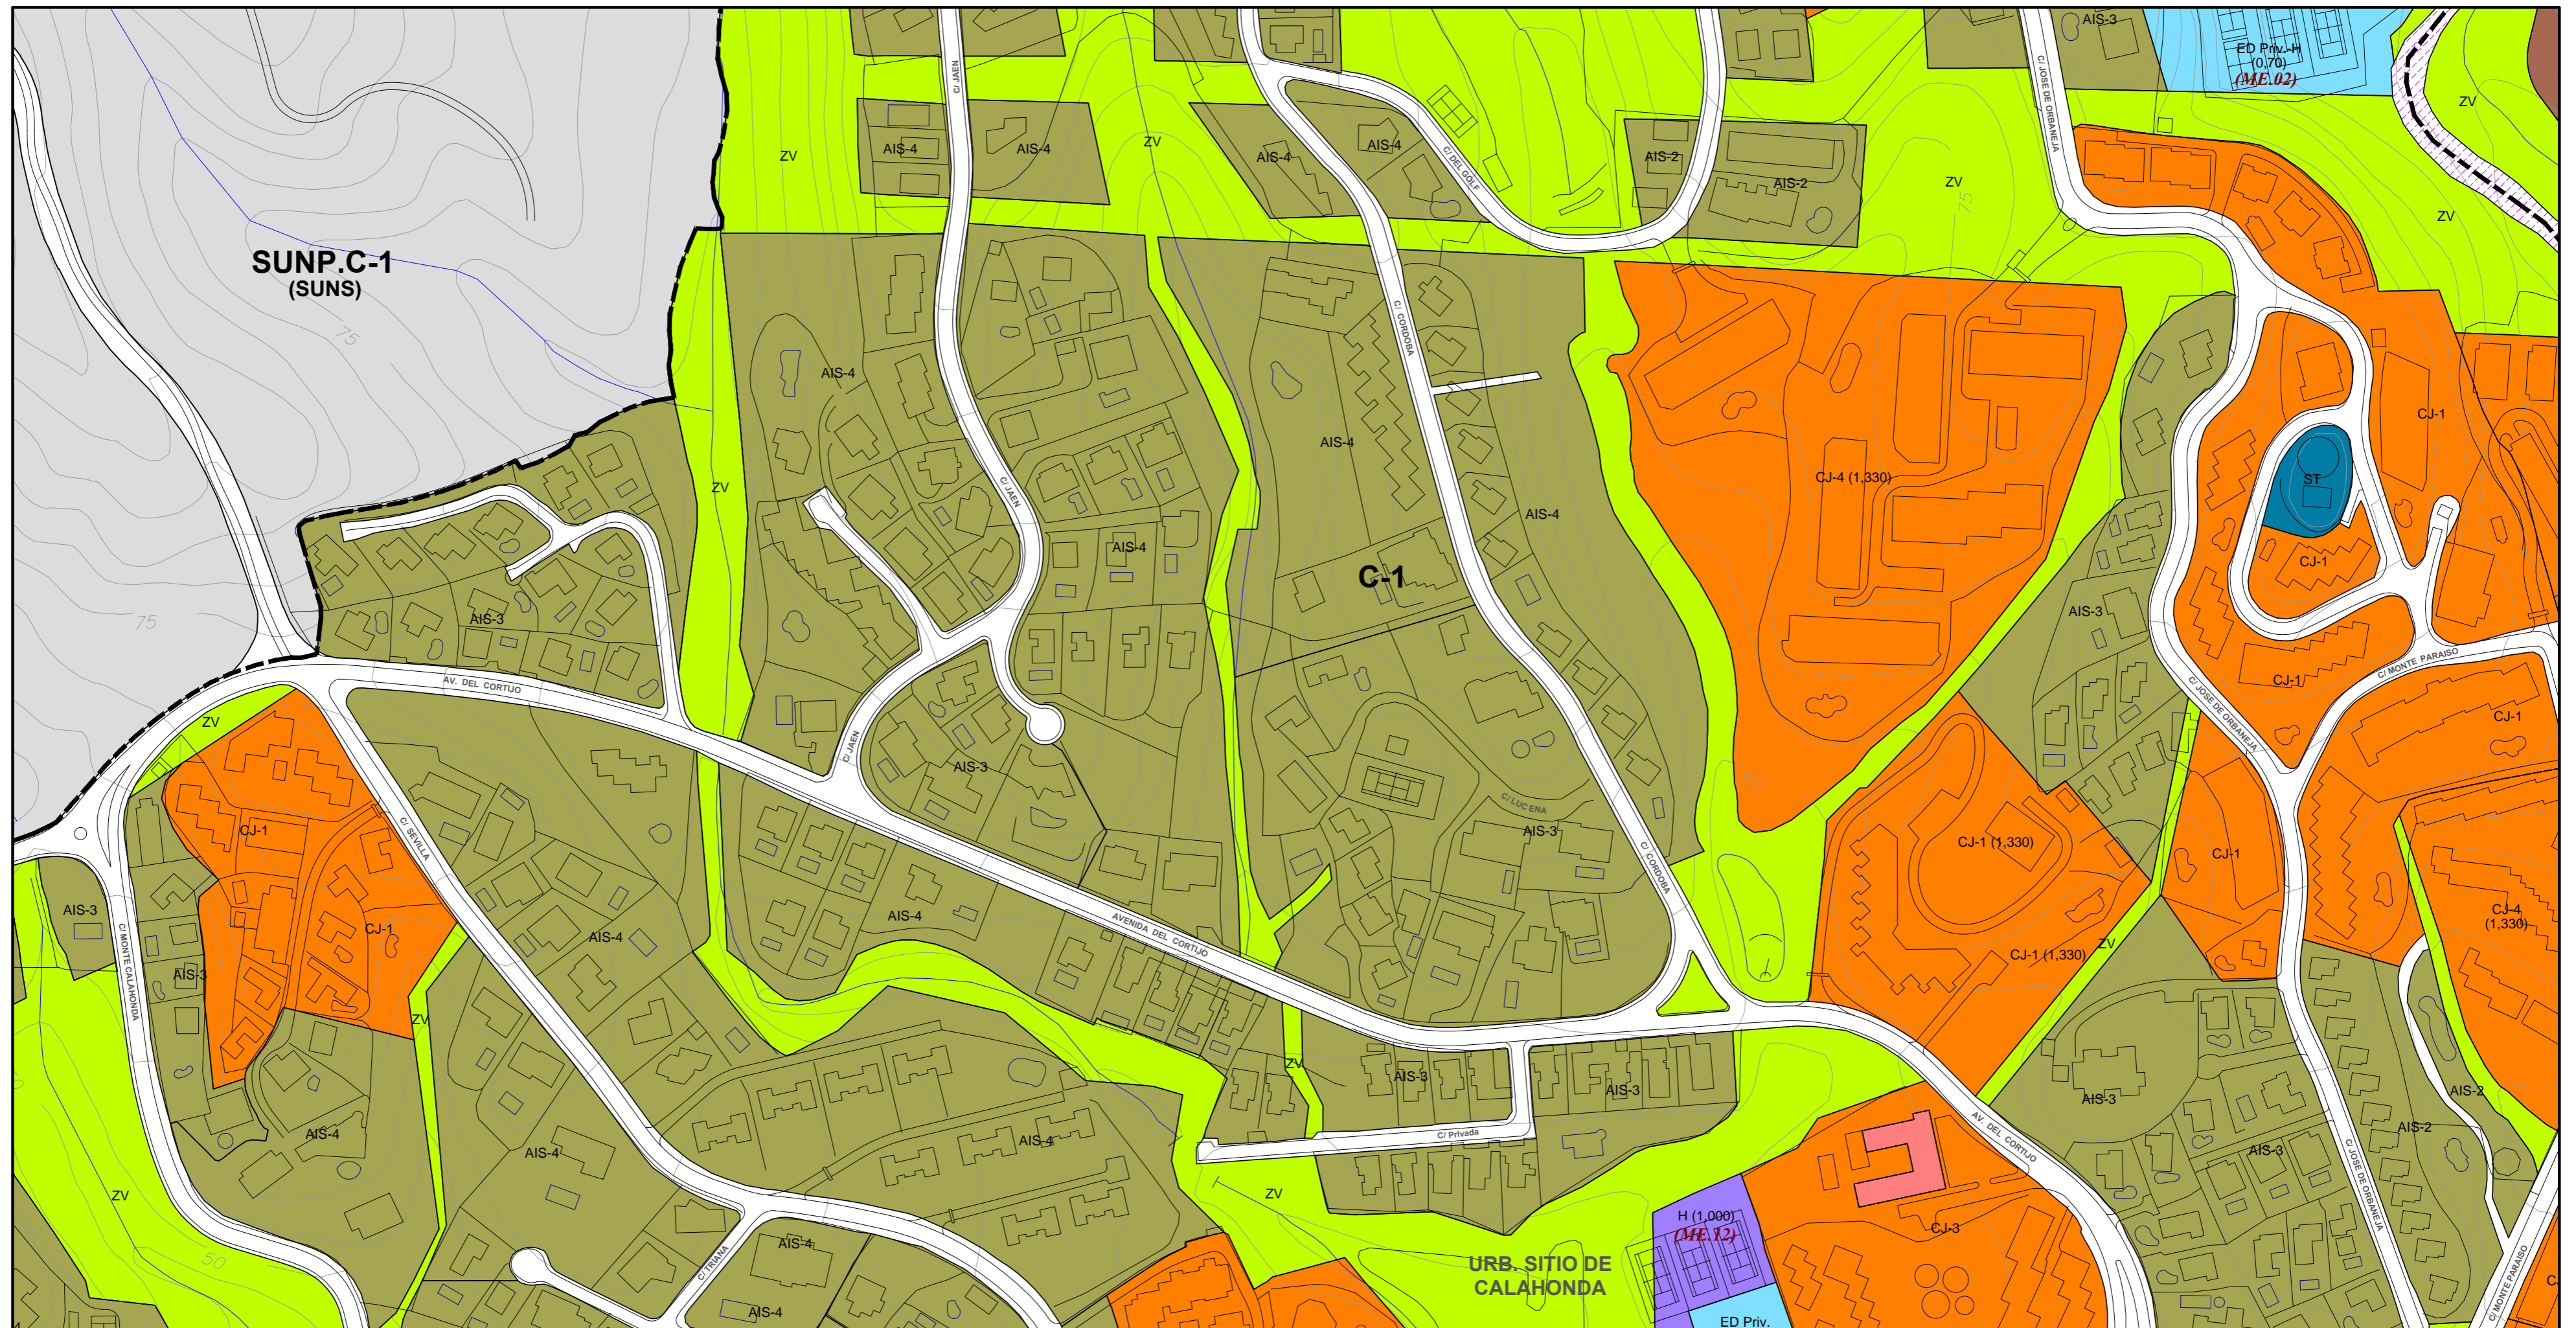 AIS-3
ED Priv.-H
(0,70)
(ME.02)
C/ JAEN
C/ JOSE DE ORBANEJA
ZV
ZV
AIS-4
AIS-4
ZV
AIS-4
AIS-4
C/ DEL GOLF
AIS-2
AIS-2
ZV
75
ZV
SUNP.C-1
(SUNS)
75
C/ CORDOBA
AIS-4
AIS-4
CJ-1
ZV
C/ JAEN
CJ-4 (1,330)
ST
AIS-4
AIS-4
C-1
CJ-1
75
AIS-3
AIS-3
C/ MONTE PARAISO
AV. DEL CORTIJO
CJ-1
C/ JOSE DE ORBANEJA
ZV
C/ JAEN
CJ-1
AIS-3
C/ LUCENA
CJ-1
C/ SEVILLA
AIS-3
CJ-1 (1,330)
CJ-1
C/ CORDOBA
AIS-3
AIS-4
CJ-4
(1,330)
CJ-1
AIS-4
AVENIDA DEL CORTIJO
ZV
CJ-1 (1,330)
C/ MONTE CALAHONDA
AIS-3
ZV
ZV
AIS-3
AIS-3
AIS-2
AIS-3
AIS-4
AIS-4
C/ Privada
AV. DEL CORTIJO
AIS-2
AIS-4
AIS-3
C/ JOSE DE ORBANEJA
ZV
ZV
H (1,000)
(ME.12)
CJ-3
50
C/ TRIANA
AIS-4
URB. SITIO DE
CALAHONDA
C/ MONTE PARAISO
AIS-4
ED Priv.